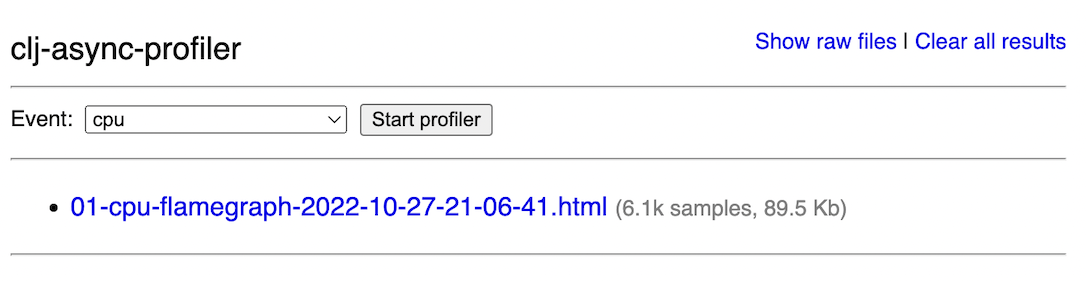 clj-async-profiler
Show raw files | Clear all results
Event: cpu Start profiler
• 01-cpu-flamegraph-2022-10-27-21-06-41.html (6.1k samples, 89.5 Kb)